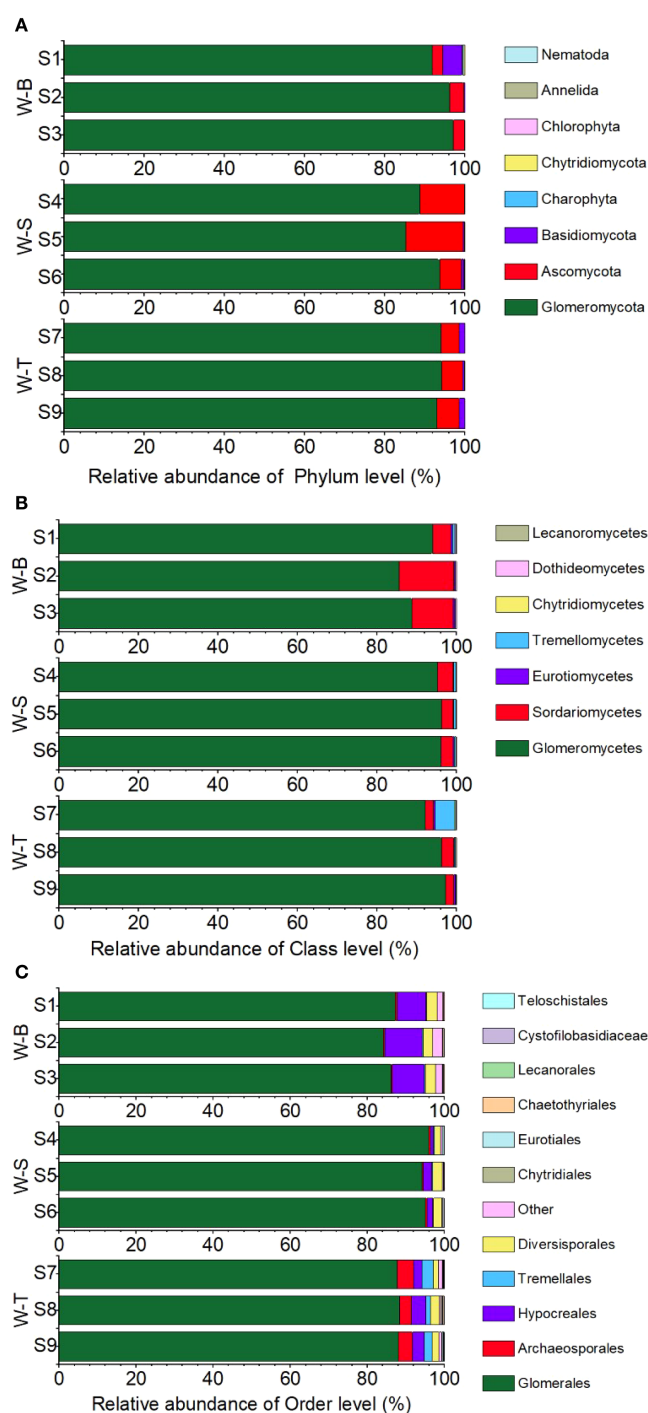 A
W-B
S1
S2
S3
0 20 40 60 80 100
W-S
S4
S5
S6
0 20 40 60 80 100
W-T
S7
S8
S9
0 20 40 60 80 100
Relative abundance of Phylum level (%)
Nematoda
Annelida
Chlorophyta
Chytridiomycota
Charophyta
Basidiomycota
Ascomycota
Glomeromycota
B
W-B
S1
S2
S3
0 20 40 60 80 100
W-S
S4
S5
S6
0 20 40 60 80 100
W-T
S7
S8
S9
0 20 40 60 80 100
Relative abundance of Class level (%)
Lecanoromycetes
Dothideomycetes
Chytridiomycetes
Tremellomycetes
Eurotiomycetes
Sordariomycetes
Glomeromycetes
C
W-B
S1
S2
S3
0 20 40 60 80 100
W-S
S4
S5
S6
0 20 40 60 80 100
W-T
S7
S8
S9
0 20 40 60 80 100
Relative abundance of Order level (%)
Teloschistales
Cystofilobasidiaceae
Lecanorales
Chaetothyriales
Eurotiales
Chytridiales
Other
Diversisporales
Tremellales
Hypocreales
Archaeosporales
Glomerales